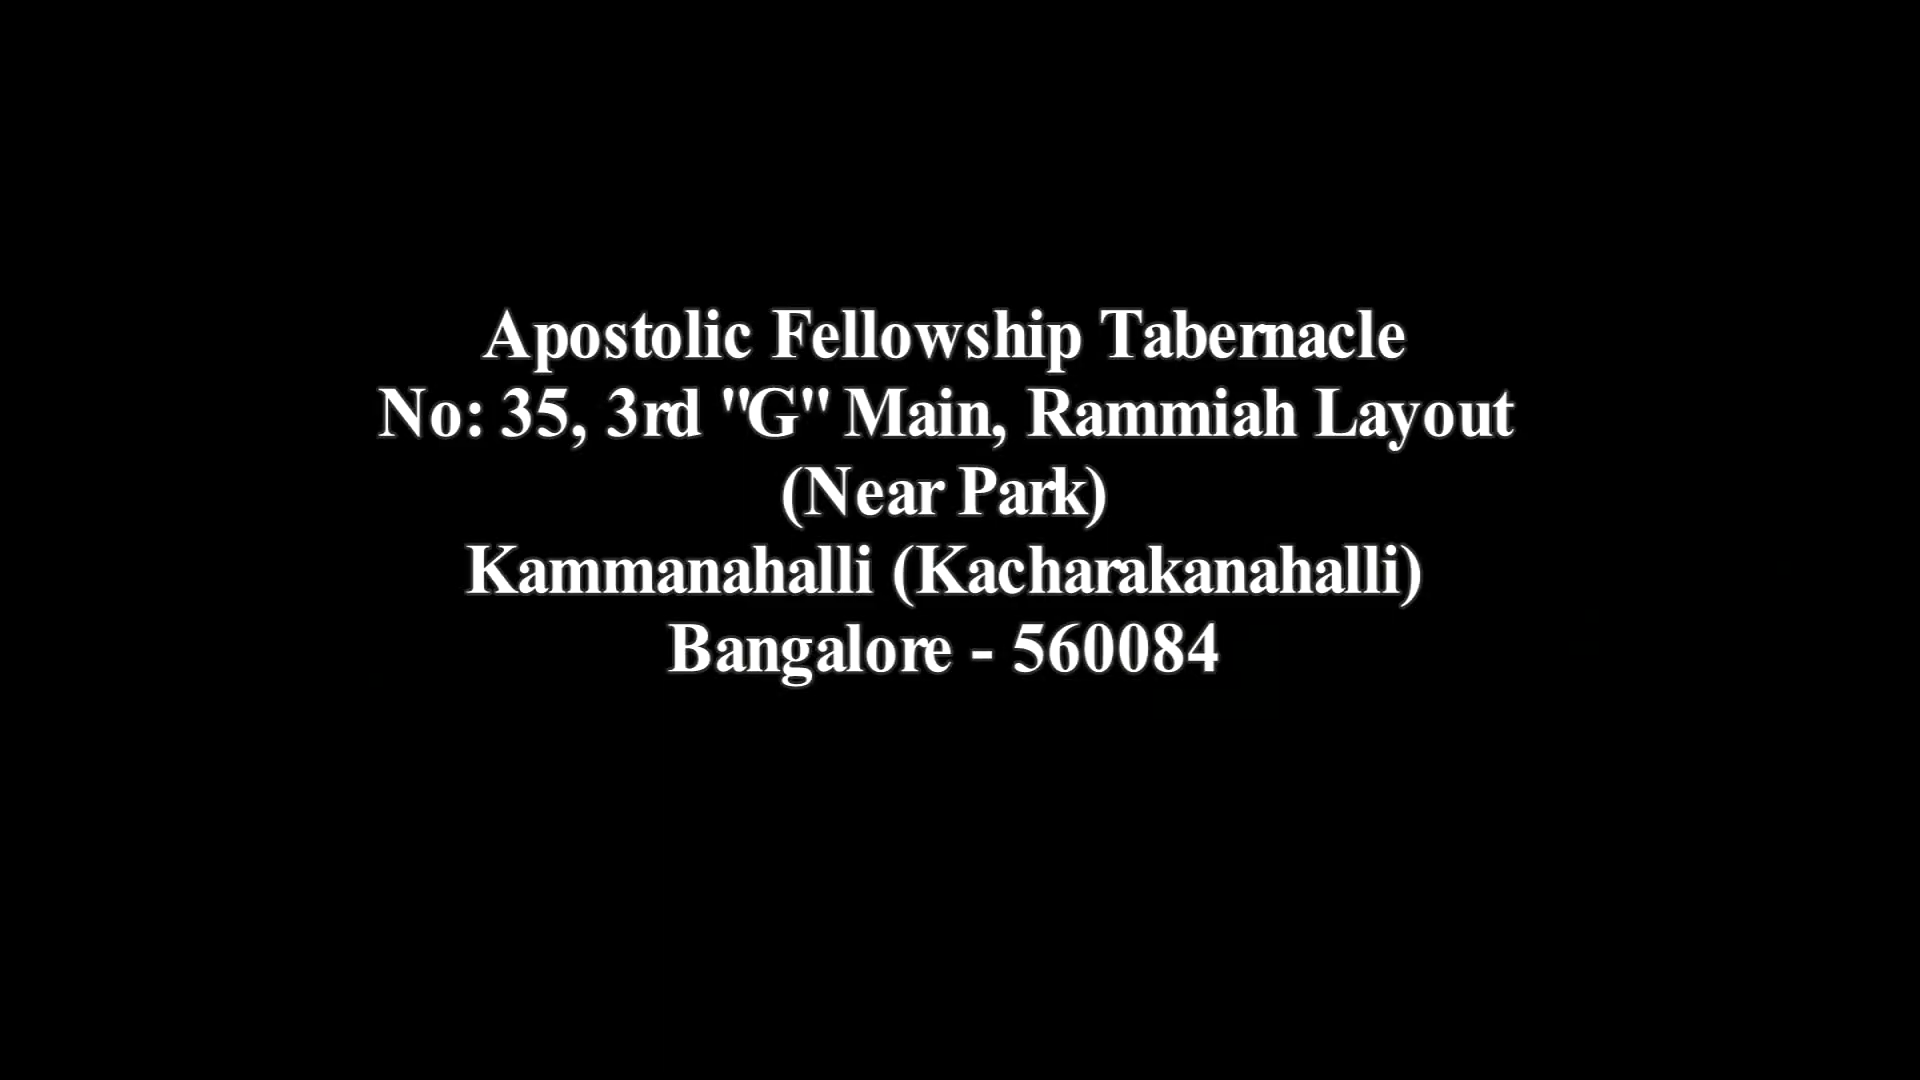 Apostolic Fellowship Tabernacle
No: 35, 3rd "G" Main, Rammiah Layout
(Near Park)
Kammanahalli (Kacharakanahalli)
Bangalore - 560084